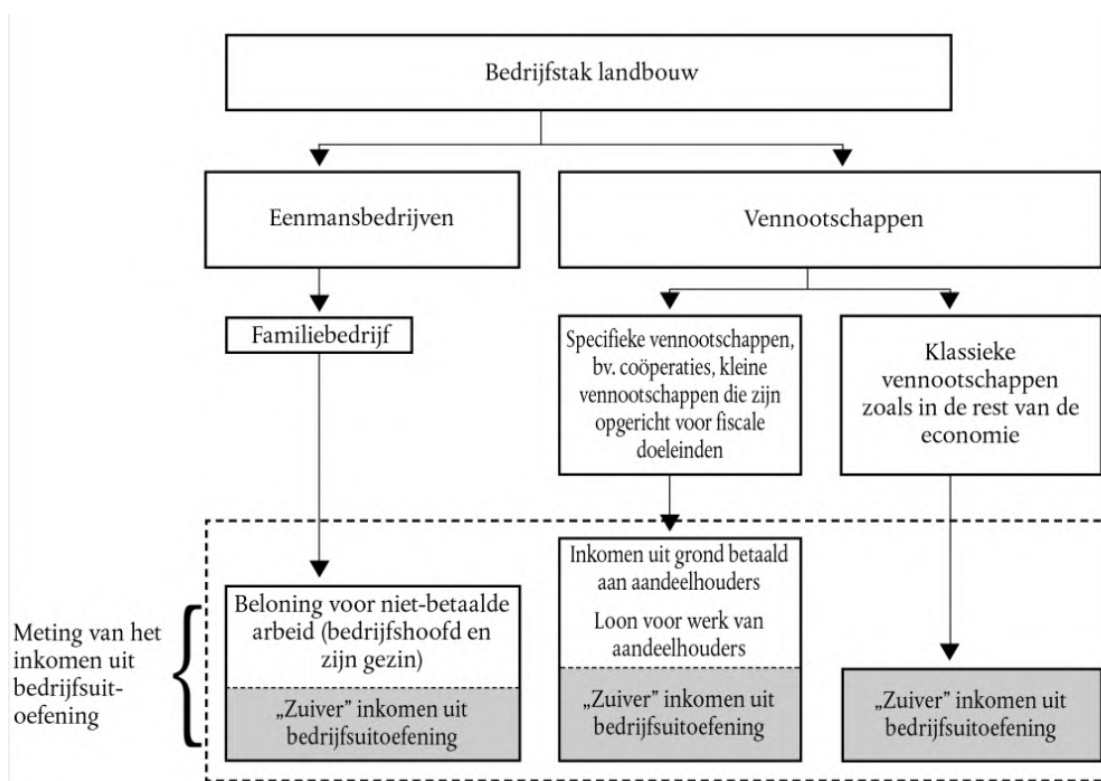 Bedrijfstak landbouw
Eenmansbedrijven
Vennootschappen
Familiebedrijf
Specifieke vennootschappen,
bv. coöperaties, kleine
vennootschappen die zijn
opgericht voor fiscale
doeleinden
Klassieke
vennootschappen
zoals in de rest van de
economie
Meting van het
inkomen uit
bedrijfsuit-
oefening
Beloning voor niet-betaalde
arbeid (bedrijfshoofd en
zijn gezin)
„Zuiver” inkomen uit
bedrijfsuitoefening
Inkomen uit grond betaald
aan aandeelhouders
Loon voor werk van
aandeelhouders
„Zuiver” inkomen uit
bedrijfsuitoefening
„Zuiver” inkomen uit
bedrijfsuitoefening